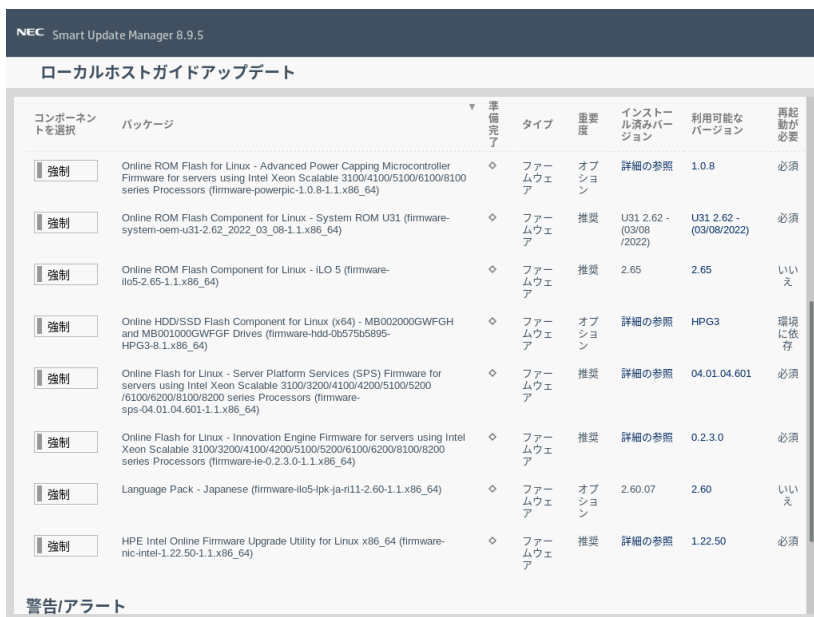 NEC Smart Update Manager 8.9.5
ローカルホストガイドアップデート
コンポーネン
トを選択
パッケージ
▼
準
備
完
了
タイプ
重要
度
インストー
ル済みバー
ジョン
利用可能な
バージョン
再起
動が
必要
強制
Online ROM Flash for Linux - Advanced Power Capping Microcontroller
Firmware for servers using Intel Xeon Scalable 3100/4100/5100/6100/8100
series Processors (firmware-powerpic-1.0.8-1.1.x86_64)
ファー
ムウェ
ア
オプ
ショ
ン
詳細の参照
1.0.8
必須
強制
Online ROM Flash Component for Linux - System ROM U31 (firmware-
system-oem-u31-2.62_2022_03_08-1.1.x86_64)
ファー
ムウェ
ア
推奨
U31 2.62 -
(03/08
/2022)
U31 2.62 -
(03/08/2022)
必須
強制
Online ROM Flash Component for Linux - iLO 5 (firmware-
ilo5-2.65-1.1.x86_64)
ファー
ムウェ
ア
推奨
2.65
2.65
いい
え
強制
Online HDD/SSD Flash Component for Linux (x64) - MB002000GWFGH
and MB001000GWFGF Drives (firmware-hdd-0b575b5895-
HPG3-8.1.x86_64)
ファー
ムウェ
ア
オプ
ショ
ン
詳細の参照
HPG3
環境
に依
存
強制
Online Flash for Linux - Server Platform Services (SPS) Firmware for
servers using Intel Xeon Scalable 3100/3200/4100/4200/5100/5200
/6100/6200/8100/8200 series Processors (firmware-
sps-04.01.04.601-1.1.x86_64)
ファー
ムウェ
ア
推奨
詳細の参照
04.01.04.601
必須
強制
Online Flash for Linux - Innovation Engine Firmware for servers using Intel
Xeon Scalable 3100/3200/4100/4200/5100/5200/6100/6200/8100/8200
series Processors (firmware-ie-0.2.3.0-1.1.x86_64)
ファー
ムウェ
ア
推奨
詳細の参照
0.2.3.0
必須
強制
Language Pack - Japanese (firmware-ilo5-lpk-ja-ri11-2.60-1.1.x86_64)
ファー
ムウェ
ア
オプ
ショ
ン
2.60.07
2.60
いい
え
強制
HPE Intel Online Firmware Upgrade Utility for Linux x86_64 (firmware-
nic-intel-1.22.50-1.1.x86_64)
ファー
ムウェ
ア
推奨
詳細の参照
1.22.50
必須
警告/アラート